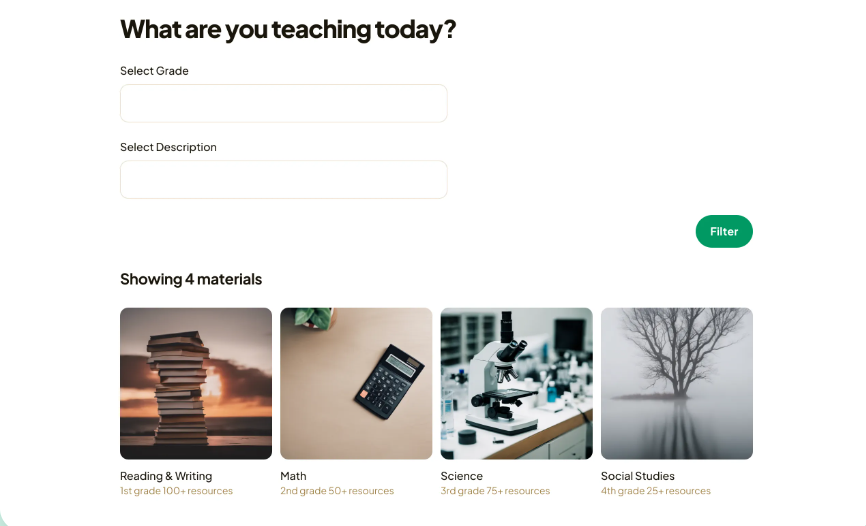 What are you teaching today?
Select Grade
Select Description
Filter
Showing 4 materials
Reading & Writing
1st grade 100+ resources
Math
2nd grade 50+ resources
Science
3rd grade 75+ resources
Social Studies
4th grade 25+ resources